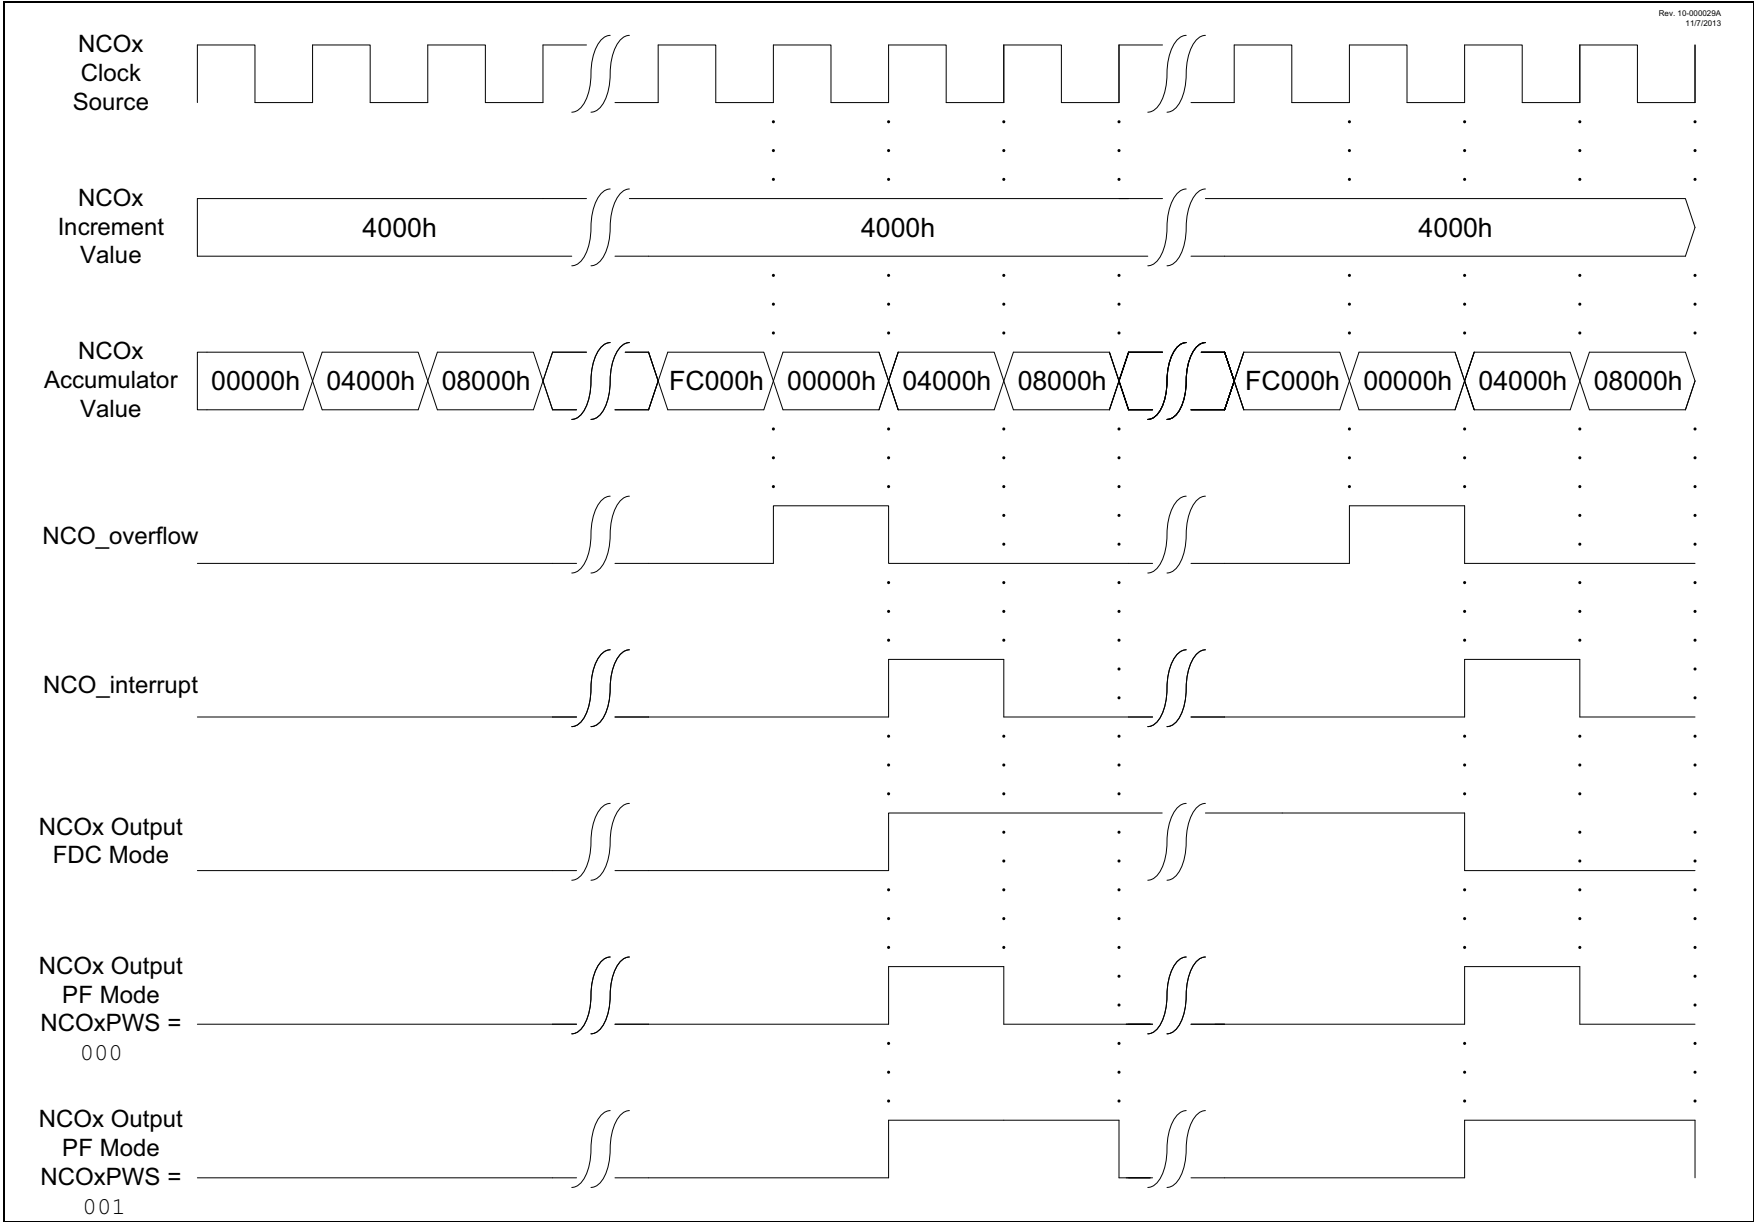 Rev. 10-000029A
11/7/2013
NCOx
Clock
Source
NCOx
Increment
Value
4000h
4000h
4000h
NCOx
Accumulator
Value
00000h
04000h
08000h
FC000h
00000h
04000h
08000h
FC000h
00000h
04000h
08000h
NCO_overflow
NCO_interrupt
NCOx Output
FDC Mode
NCOx Output
PF Mode
NCOxPWS =
000
NCOx Output
PF Mode
NCOxPWS =
001